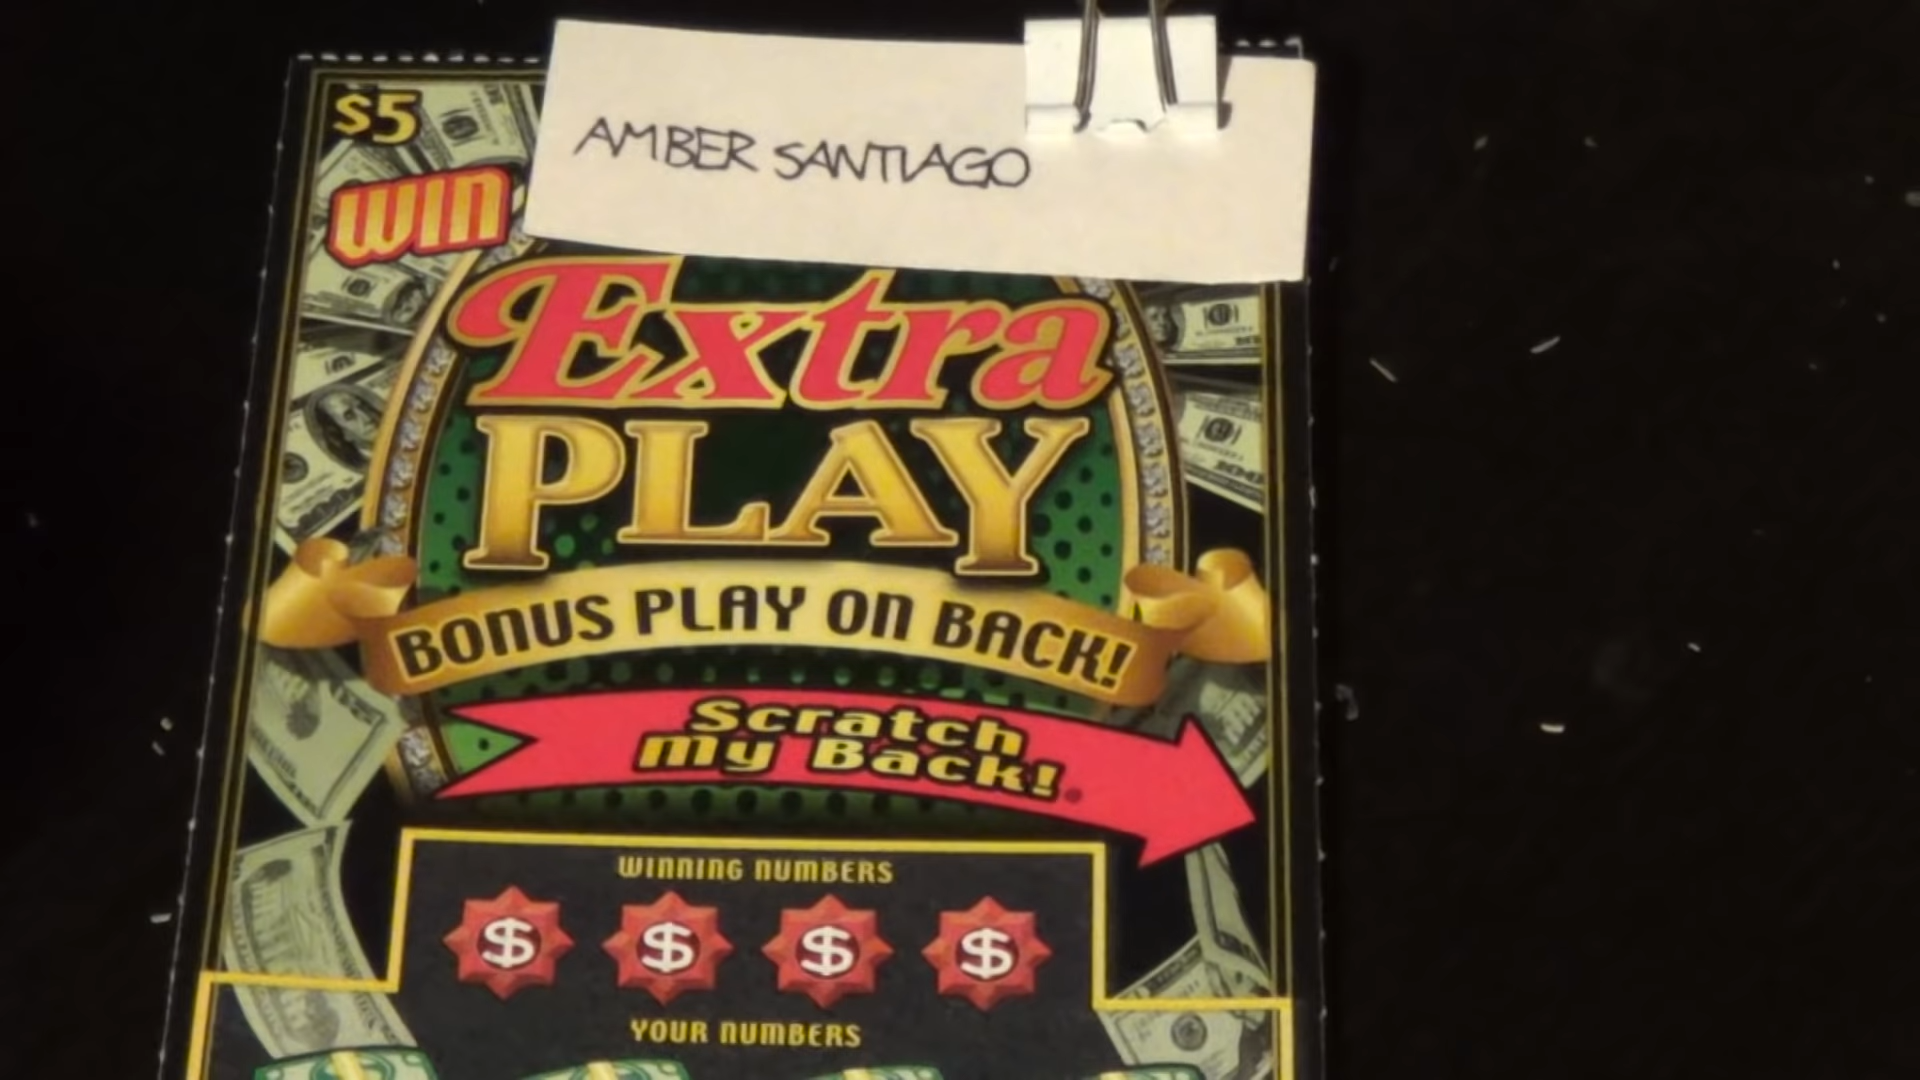 $5
AMBER SANTIAGO
WIN
Extra
PLAY
BONUS PLAY ON BACK!
Scratch
My Back!
WINNING NUMBERS
$ $ $ $
YOUR NUMBERS